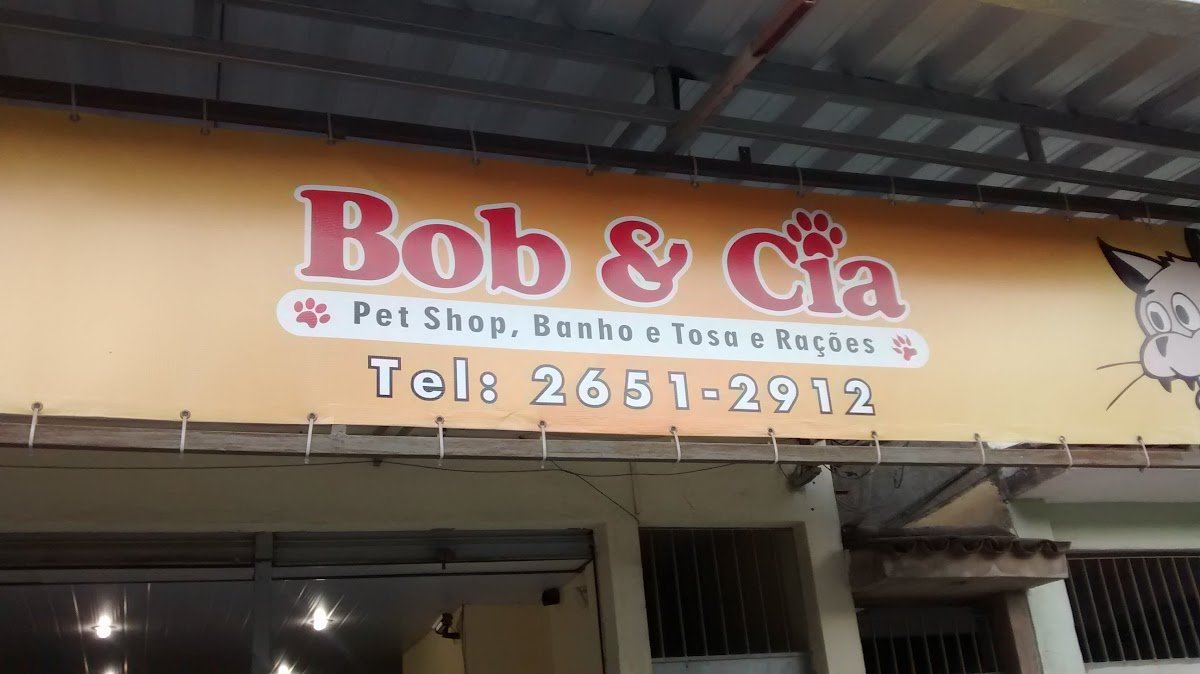 Bob & Cia
Pet Shop, Banho e Tosa e Rações
Tel: 2651-2912